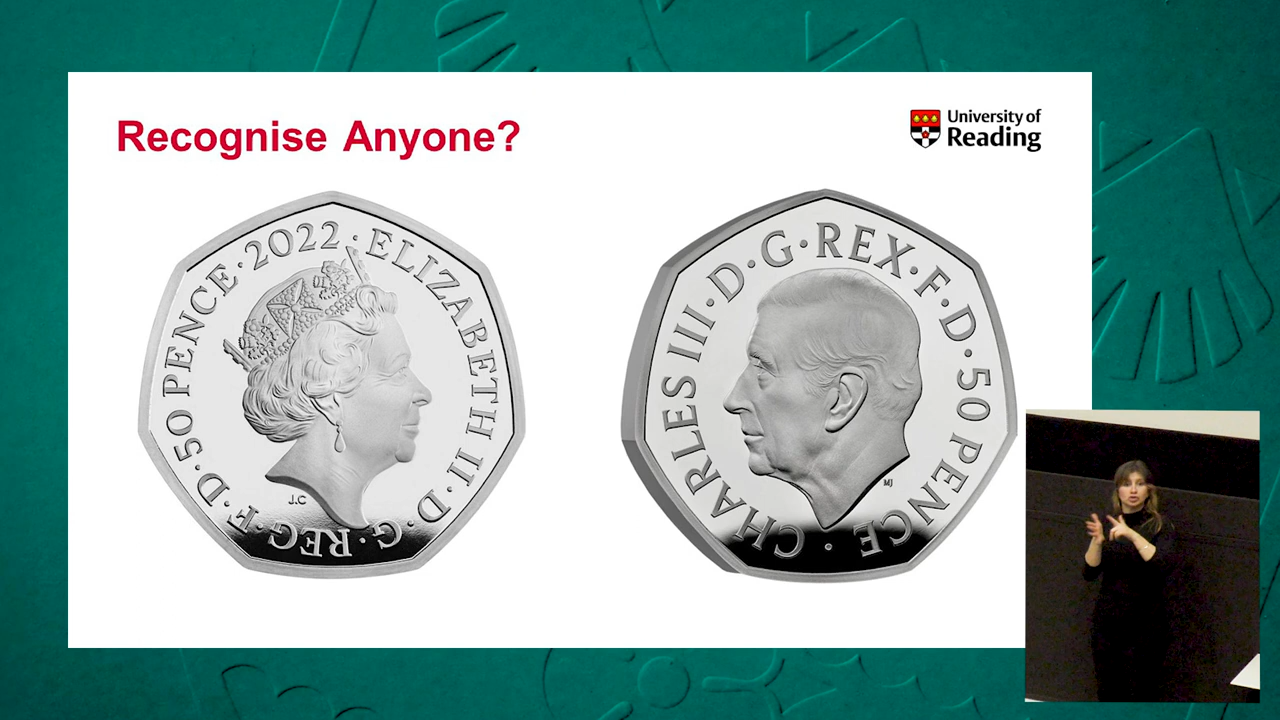 Recognise Anyone?
University of
Reading
ELIZABETH II · D · G · REG · F · D · 50 PENCE · 2022 ·
J.C
CHARLES III · D · G · REX · F · D · 50 PENCE ·
MJ